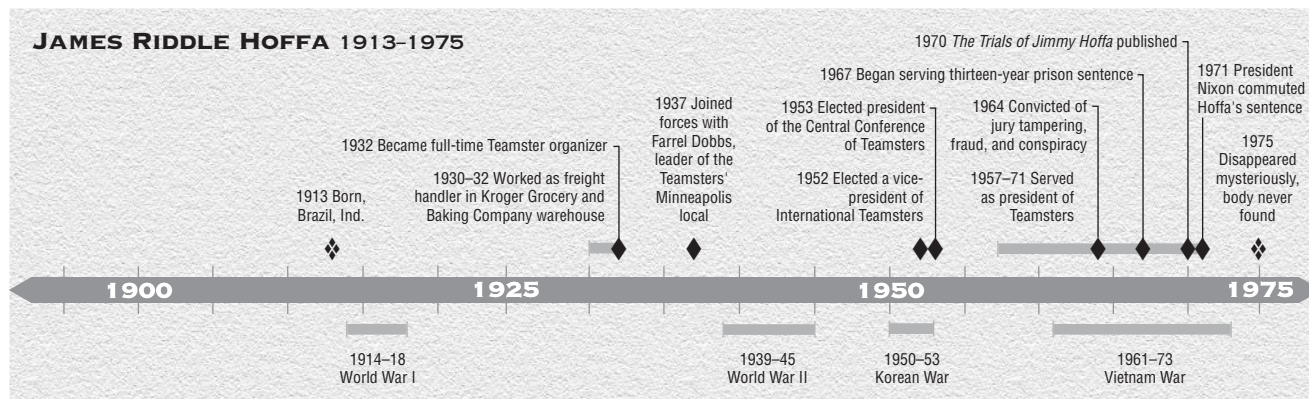 JAMES RIDDLE HOFFA 1913–1975
1913 Born,
Brazil, Ind.
1930–32 Worked as freight
handler in Kroger Grocery and
Baking Company warehouse
1932 Became full-time Teamster organizer
1937 Joined
forces with
Farrel Dobbs,
leader of the
Teamsters'
Minneapolis
local
1952 Elected a vice-
president of
International Teamsters
1953 Elected president
of the Central Conference
of Teamsters
1957–71 Served
as president of
Teamsters
1964 Convicted of
jury tampering,
fraud, and conspiracy
1967 Began serving thirteen-year prison sentence
1970 The Trials of Jimmy Hoffa published
1971 President
Nixon commuted
Hoffa's sentence
1975
Disappeared
mysteriously,
body never
found
1900
1925
1950
1975
1914–18
World War I
1939–45
World War II
1950–53
Korean War
1961–73
Vietnam War